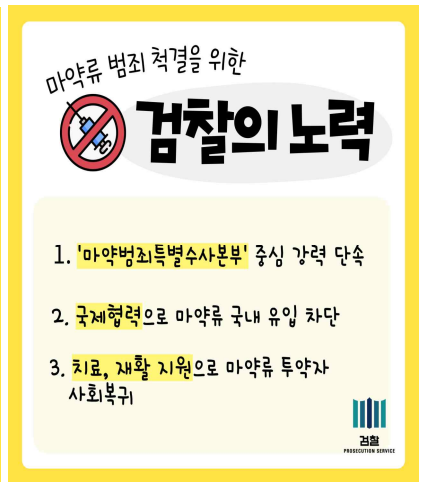 마약류 범죄 척결을 위한
검찰의 노력
1. '마약범죄특별수사본부' 중심 강력 단속
2. 국제협력으로 마약류 국내 유입 차단
3. 치료, 재활 지원으로 마약류 투약자
사회복귀
검찰
PROSECUTION SERVICE